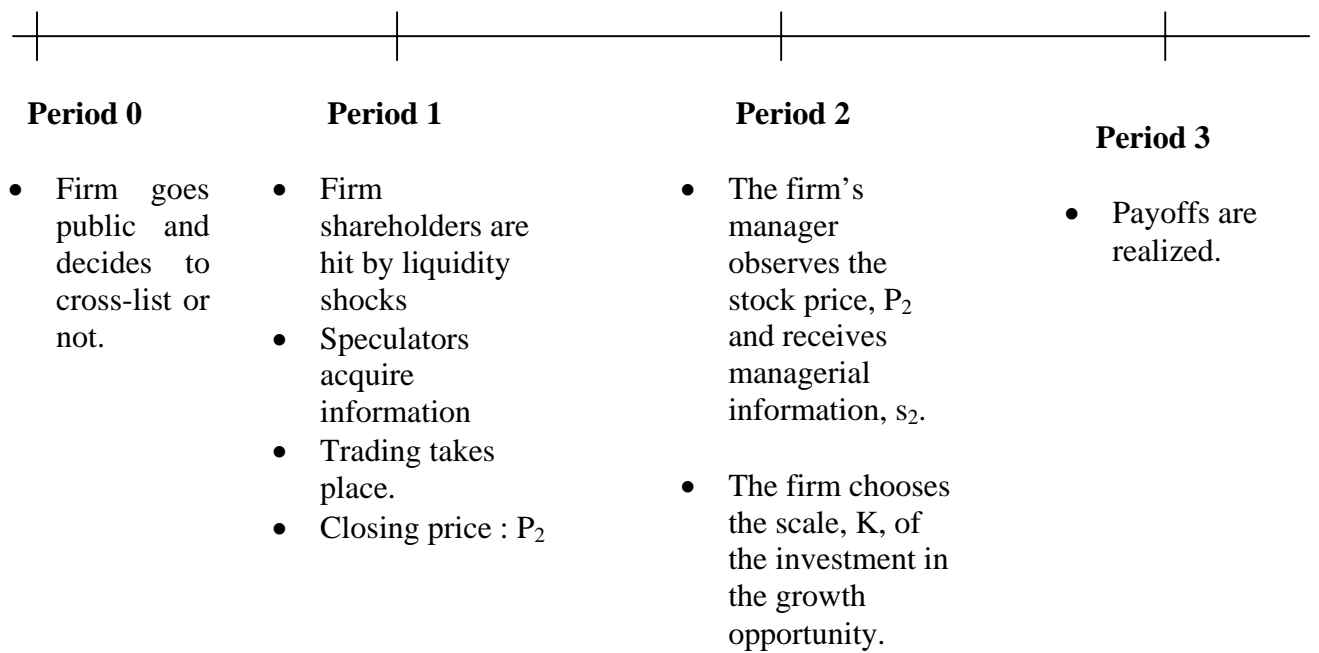 Period 0
• Firm goes
public and
decides to
cross-list or
not.
Period 1
• Firm
shareholders are
hit by liquidity
shocks
• Speculators
acquire
information
• Trading takes
place.
• Closing price : P₂
Period 2
• The firm’s
manager
observes the
stock price, P₂
and receives
managerial
information, s₂.
• The firm chooses
the scale, K, of
the investment in
the growth
opportunity.
Period 3
• Payoffs are
realized.